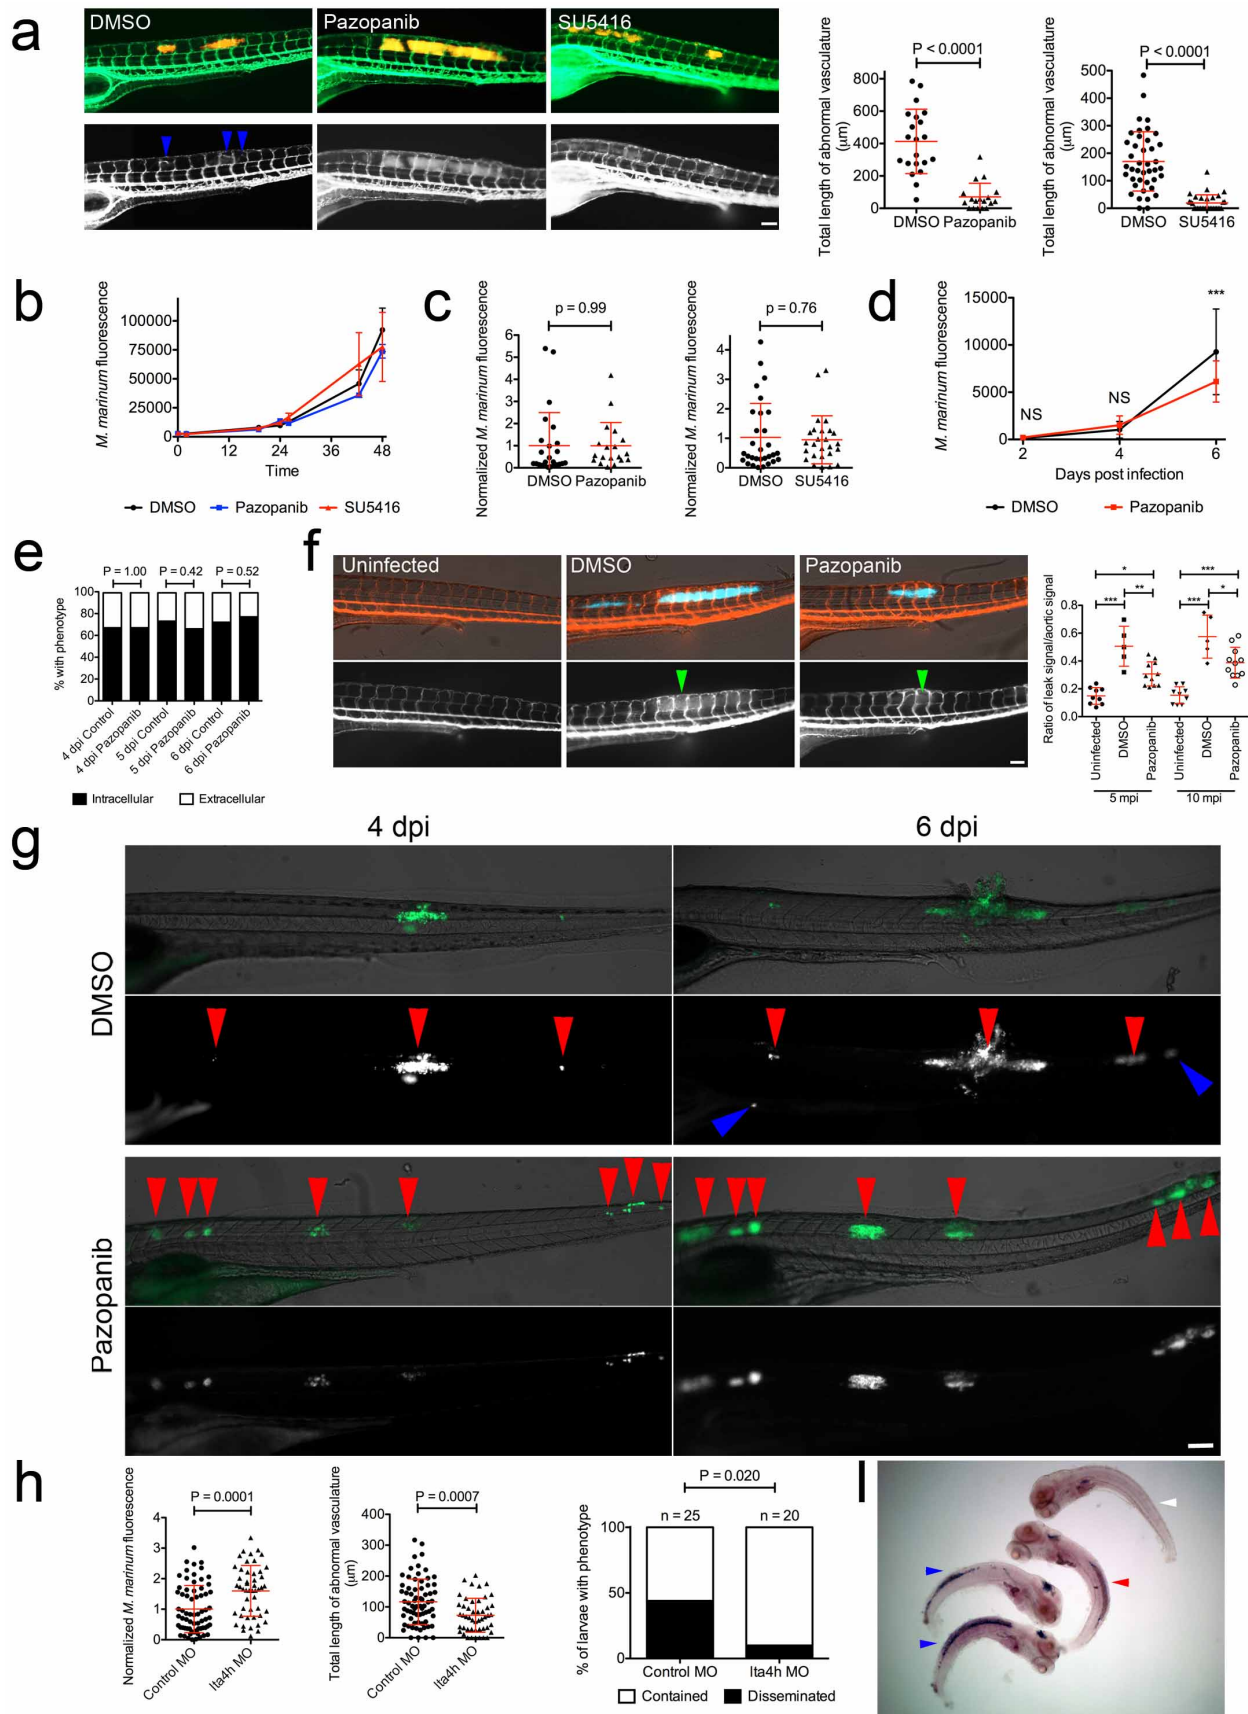 a
DMSO
Pazopanib
SU5416
Total length of abnormal vasculature
(μm)
P < 0.0001
800
600
400
200
0
DMSO Pazopanib
Total length of abnormal vasculature
(μm)
P < 0.0001
500
400
300
200
100
0
DMSO SU5416
b
M. marinum fluorescence
100000
75000
50000
25000
0
0 12 24 36 48
Time
DMSO Pazopanib SU5416
c
Normalized M. marinum fluorescence
p = 0.99
6
5
4
3
2
1
0
DMSO Pazopanib
Normalized M. marinum fluorescence
p = 0.76
4
3
2
1
0
DMSO SU5416
d
M. marinum fluorescence
15000
10000
5000
0
NS
NS
***
2 4 6
Days post infection
DMSO Pazopanib
e
P = 1.00 P = 0.42 P = 0.52
% with phenotype
100
80
60
40
20
0
4 dpi Control
4 dpi Pazopanib
5 dpi Control
5 dpi Pazopanib
6 dpi Control
6 dpi Pazopanib
Intracellular Extracellular
f
Uninfected
DMSO
Pazopanib
Ratio of leak signal/aortic signal
* ***
*** ** *** *
0.8
0.6
0.4
0.2
0.0
Uninfected
DMSO
Pazopanib
Uninfected
DMSO
Pazopanib
5 mpi 10 mpi
g
4 dpi 6 dpi
DMSO
Pazopanib
h
Normalized M. marinum fluorescence
P = 0.0001
4
3
2
1
0
Control MO
lta4h MO
Total length of abnormal vasculature
(μm)
P = 0.0007
400
300
200
100
0
Control MO
lta4h MO
% of larvae with phenotype
P = 0.020
n = 25 n = 20
100
50
0
Control MO lta4h MO
Contained Disseminated
I